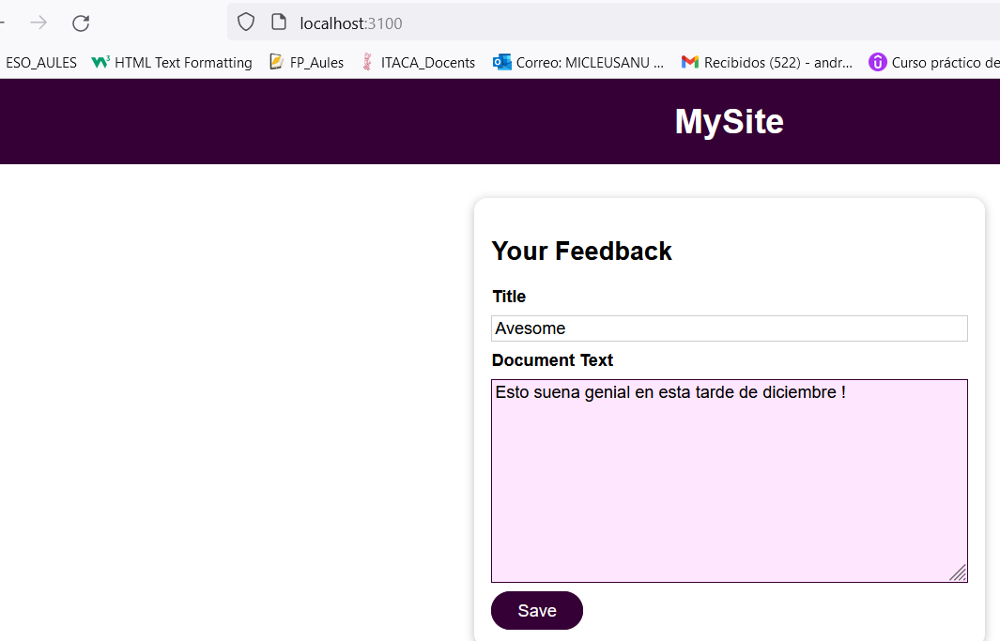 localhost:3100
ESO_AULES W3 HTML Text Formatting FP_Aules ITACA_Docents Correo: MICLEUSANU ... Recibidos (522) - andr... Curso práctico de
MySite
Your Feedback
Title
Avesome
Document Text
Esto suena genial en esta tarde de diciembre !
Save